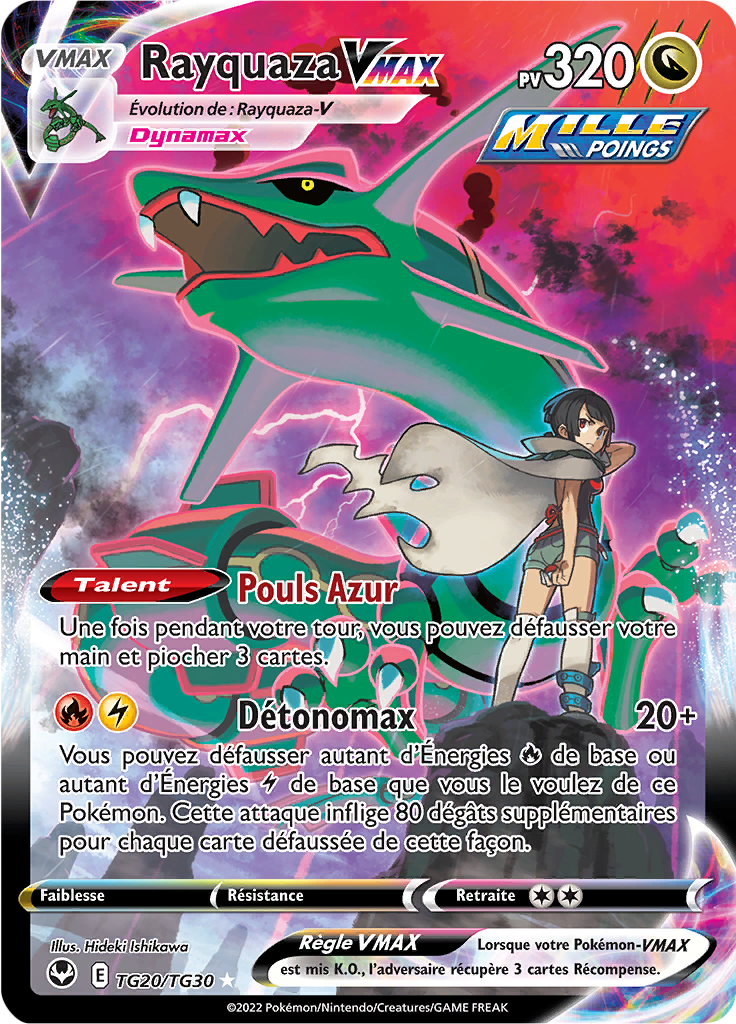 VMAX
Rayquaza VMAX
PV 320
Évolution de : Rayquaza-V
Dynamax
MILLE
POINGS
Talent Pouls Azur
Une fois pendant votre tour, vous pouvez défausser votre
main et piocher 3 cartes.
Détonomax 20+
Vous pouvez défausser autant d'Énergies de base ou
autant d'Énergies de base que vous le voulez de ce
Pokémon. Cette attaque inflige 80 dégâts supplémentaires
pour chaque carte défaussée de cette façon.
Faiblesse Résistance Retraite
Illus. Hideki Ishikawa
Règle VMAX Lorsque votre Pokémon-VMAX
est mis K.O., l'adversaire récupère 3 cartes Récompense.
E TG20/TG30
©2022 Pokémon/Nintendo/Creatures/GAME FREAK